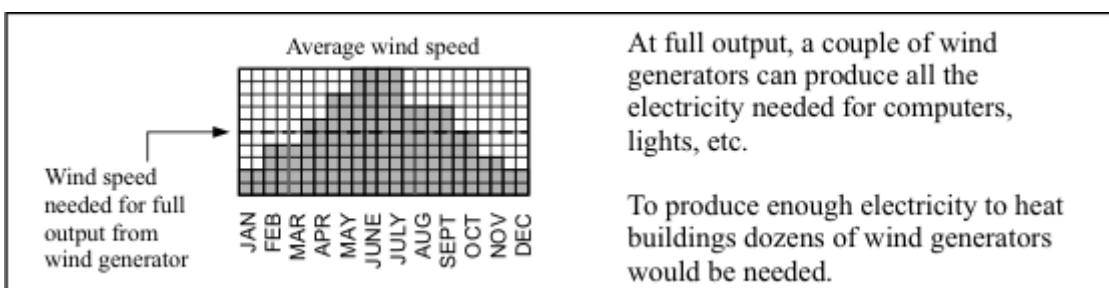 Average wind speed
Wind speed
needed for full
output from
wind generator
JAN
FEB
MAR
APR
MAY
JUNE
JULY
AUG
SEPT
OCT
NOV
DEC
At full output, a couple of wind
generators can produce all the
electricity needed for computers,
lights, etc.
To produce enough electricity to heat
buildings dozens of wind generators
would be needed.